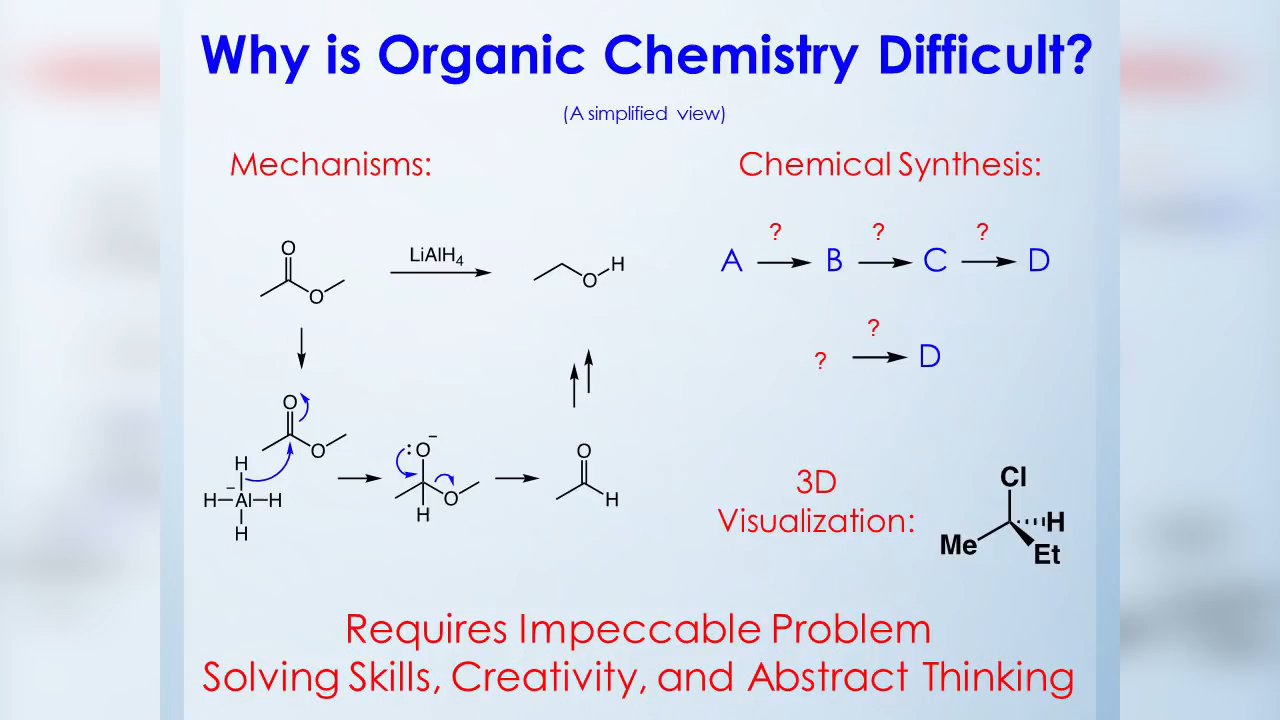 Why is Organic Chemistry Difficult?
(A simplified view)
Mechanisms:
O
O
LiAlH₄
O
H
O
O
H
H
−
Al
H
H
:O−
O
H
O
H
Chemical Synthesis:
? ? ?
A B C D
?
? D
3D
Visualization:
Cl
H
Me
Et
Requires Impeccable Problem
Solving Skills, Creativity, and Abstract Thinking